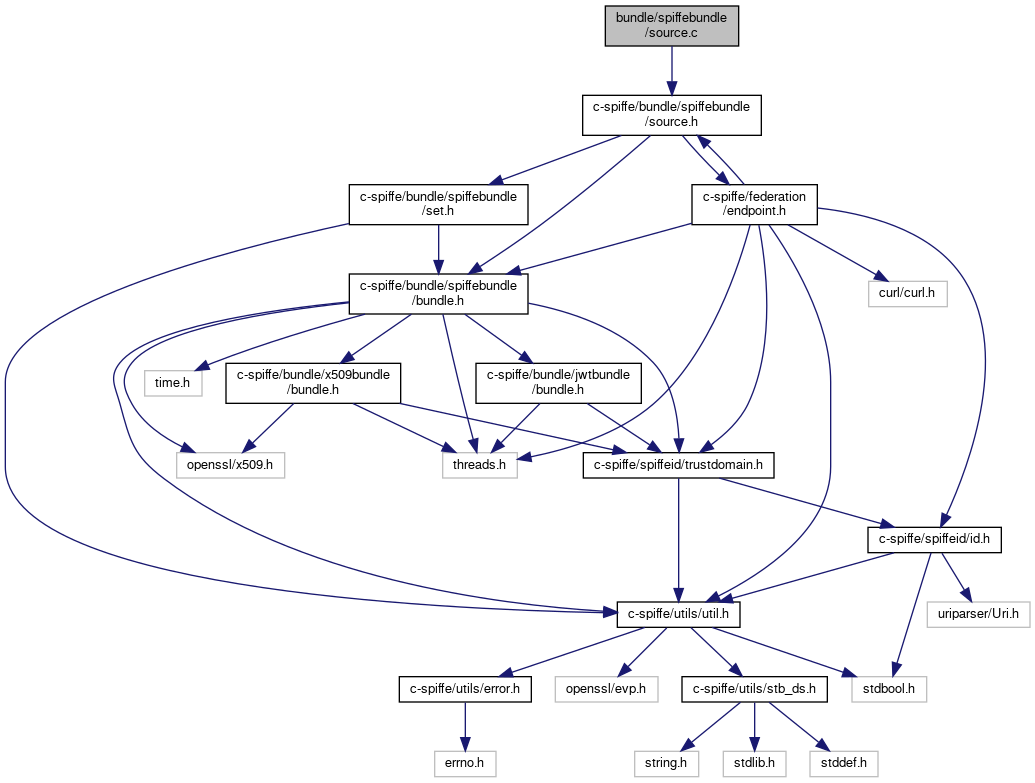 bundle/spiffebundle
/source.c
c-spiffe/bundle/spiffebundle
/source.h
c-spiffe/bundle/spiffebundle
/set.h
c-spiffe/federation
/endpoint.h
c-spiffe/bundle/spiffebundle
/bundle.h
curl/curl.h
time.h
c-spiffe/bundle/x509bundle
/bundle.h
c-spiffe/bundle/jwtbundle
/bundle.h
openssl/x509.h
threads.h
c-spiffe/spiffeid/trustdomain.h
c-spiffe/spiffeid/id.h
c-spiffe/utils/util.h
uriparser/Uri.h
c-spiffe/utils/error.h
openssl/evp.h
c-spiffe/utils/stb_ds.h
stdbool.h
errno.h
string.h
stdlib.h
stddef.h